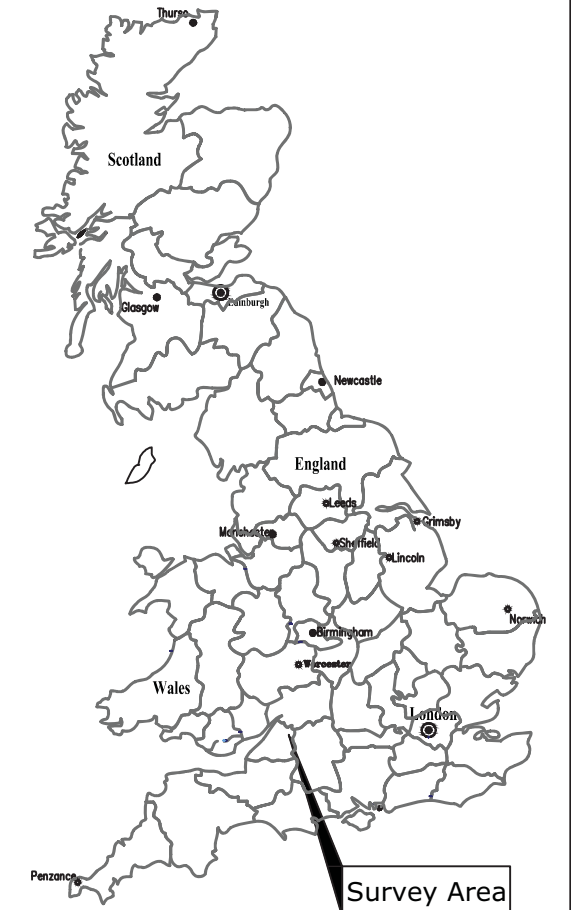 Thurso
Scotland
Glasgow
Edinburgh
Newcastle
England
Leeds
Grimsby
Manchester
Sheffield
Lincoln
Norwich
Birmingham
Worcester
Wales
London
Penzance
Survey Area